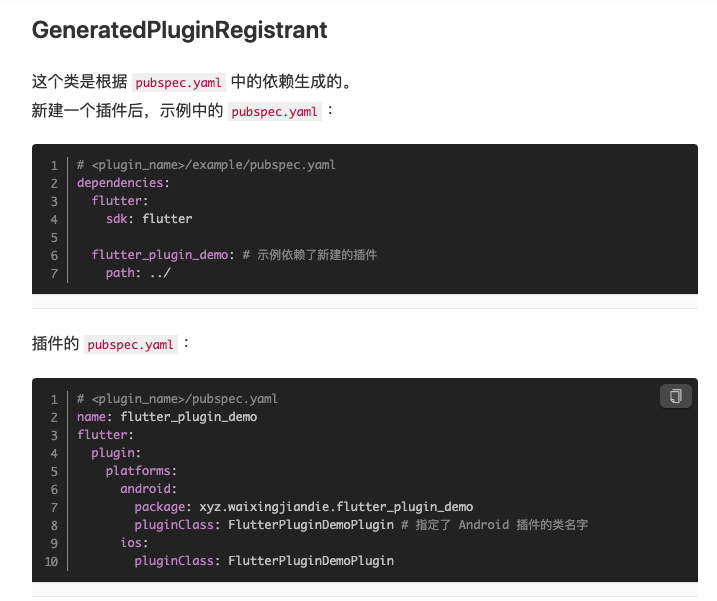 GeneratedPluginRegistrant
这个类是根据 pubspec.yaml 中的依赖生成的。
新建一个插件后，示例中的 pubspec.yaml ：
1 # <plugin_name>/example/pubspec.yaml
2 dependencies:
3   flutter:
4     sdk: flutter
5
6   flutter_plugin_demo: # 示例依赖了新建的插件
7     path: ../
插件的 pubspec.yaml ：
1 # <plugin_name>/pubspec.yaml
2 name: flutter_plugin_demo
3 flutter:
4   plugin:
5     platforms:
6       android:
7         package: xyz.waixingjiandie.flutter_plugin_demo
8         pluginClass: FlutterPluginDemoPlugin # 指定了 Android 插件的类名字
9       ios:
10         pluginClass: FlutterPluginDemoPlugin